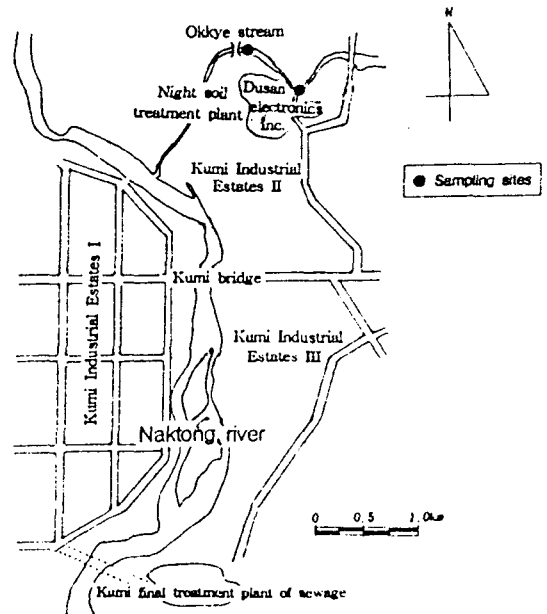 N
Okkye stream
Dusan
electronics
Inc.
Night soil
treatment plant
Kumi Industrial
Estates II
● Sampling sites
Kumi Industrial Estates I
Kumi bridge
Kumi Industrial
Estates III
Naktong river
0 0.5 1.0km
Kumi final treatment plant of sewage